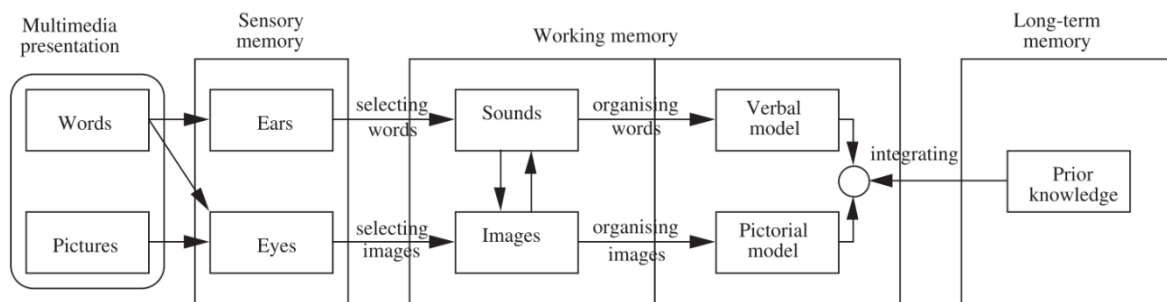 Multimedia
presentation
Sensory
memory
Working memory
Long-term
memory
Words
Ears
selecting
words
Sounds
organising
words
Verbal
model
integrating
Prior
knowledge
Pictures
Eyes
selecting
images
Images
organising
images
Pictorial
model